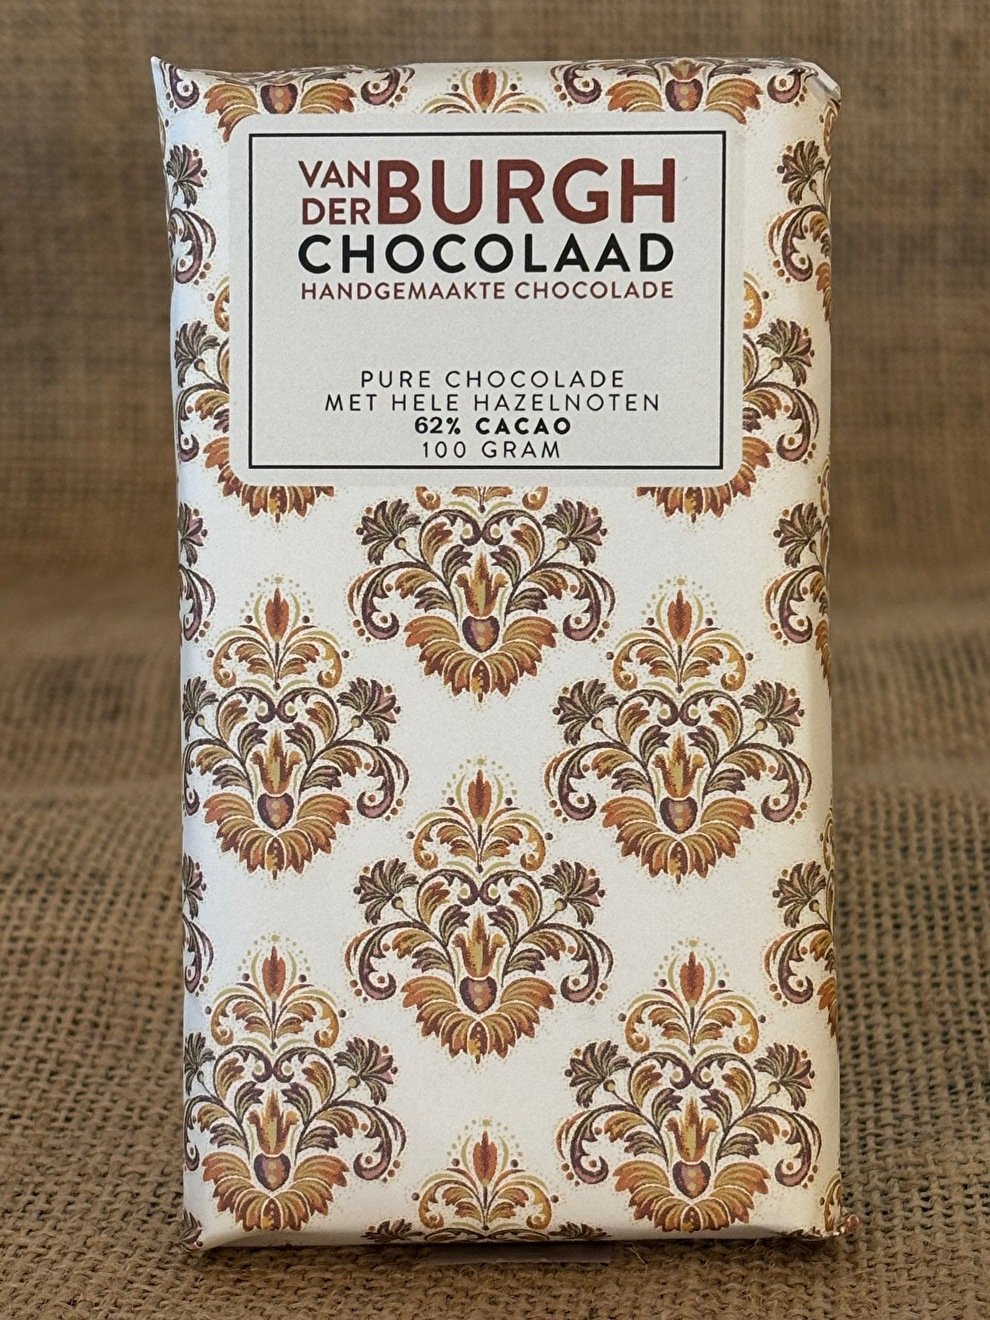 VAN DER BURGH
CHOCOLAAD
HANDGEMAAKTE CHOCOLADE
PURE CHOCOLADE
MET HELE HAZELNOTEN
62% CACAO
100 GRAM